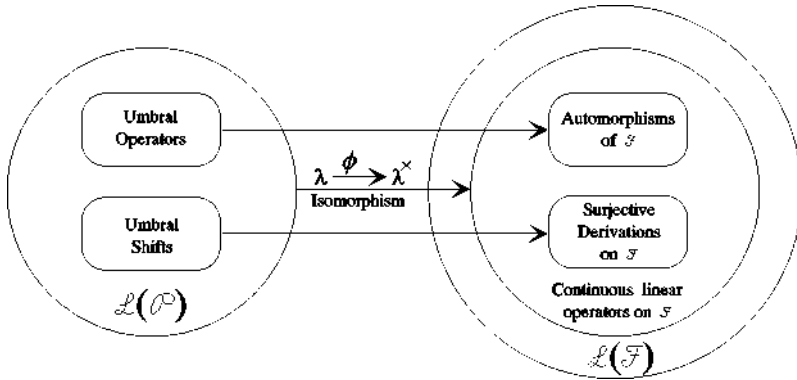 Umbral
Operators
Automorphisms
of ℱ
λ ϕ λ×
Isomorphism
Umbral
Shifts
Surjective
Derivations
on ℱ
Continuous linear
operators on ℱ
ℒ(𝒫)
ℒ(ℱ)